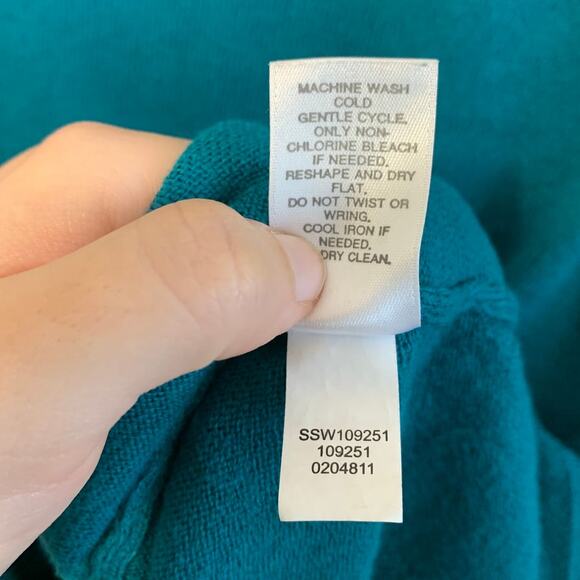 MACHINE WASH
COLD
GENTLE CYCLE.
ONLY NON-
CHLORINE BLEACH
IF NEEDED.
RESHAPE AND DRY
FLAT.
DO NOT TWIST OR
WRING.
COOL IRON IF
NEEDED.
DRY CLEAN.
SSW109251
109251
0204811